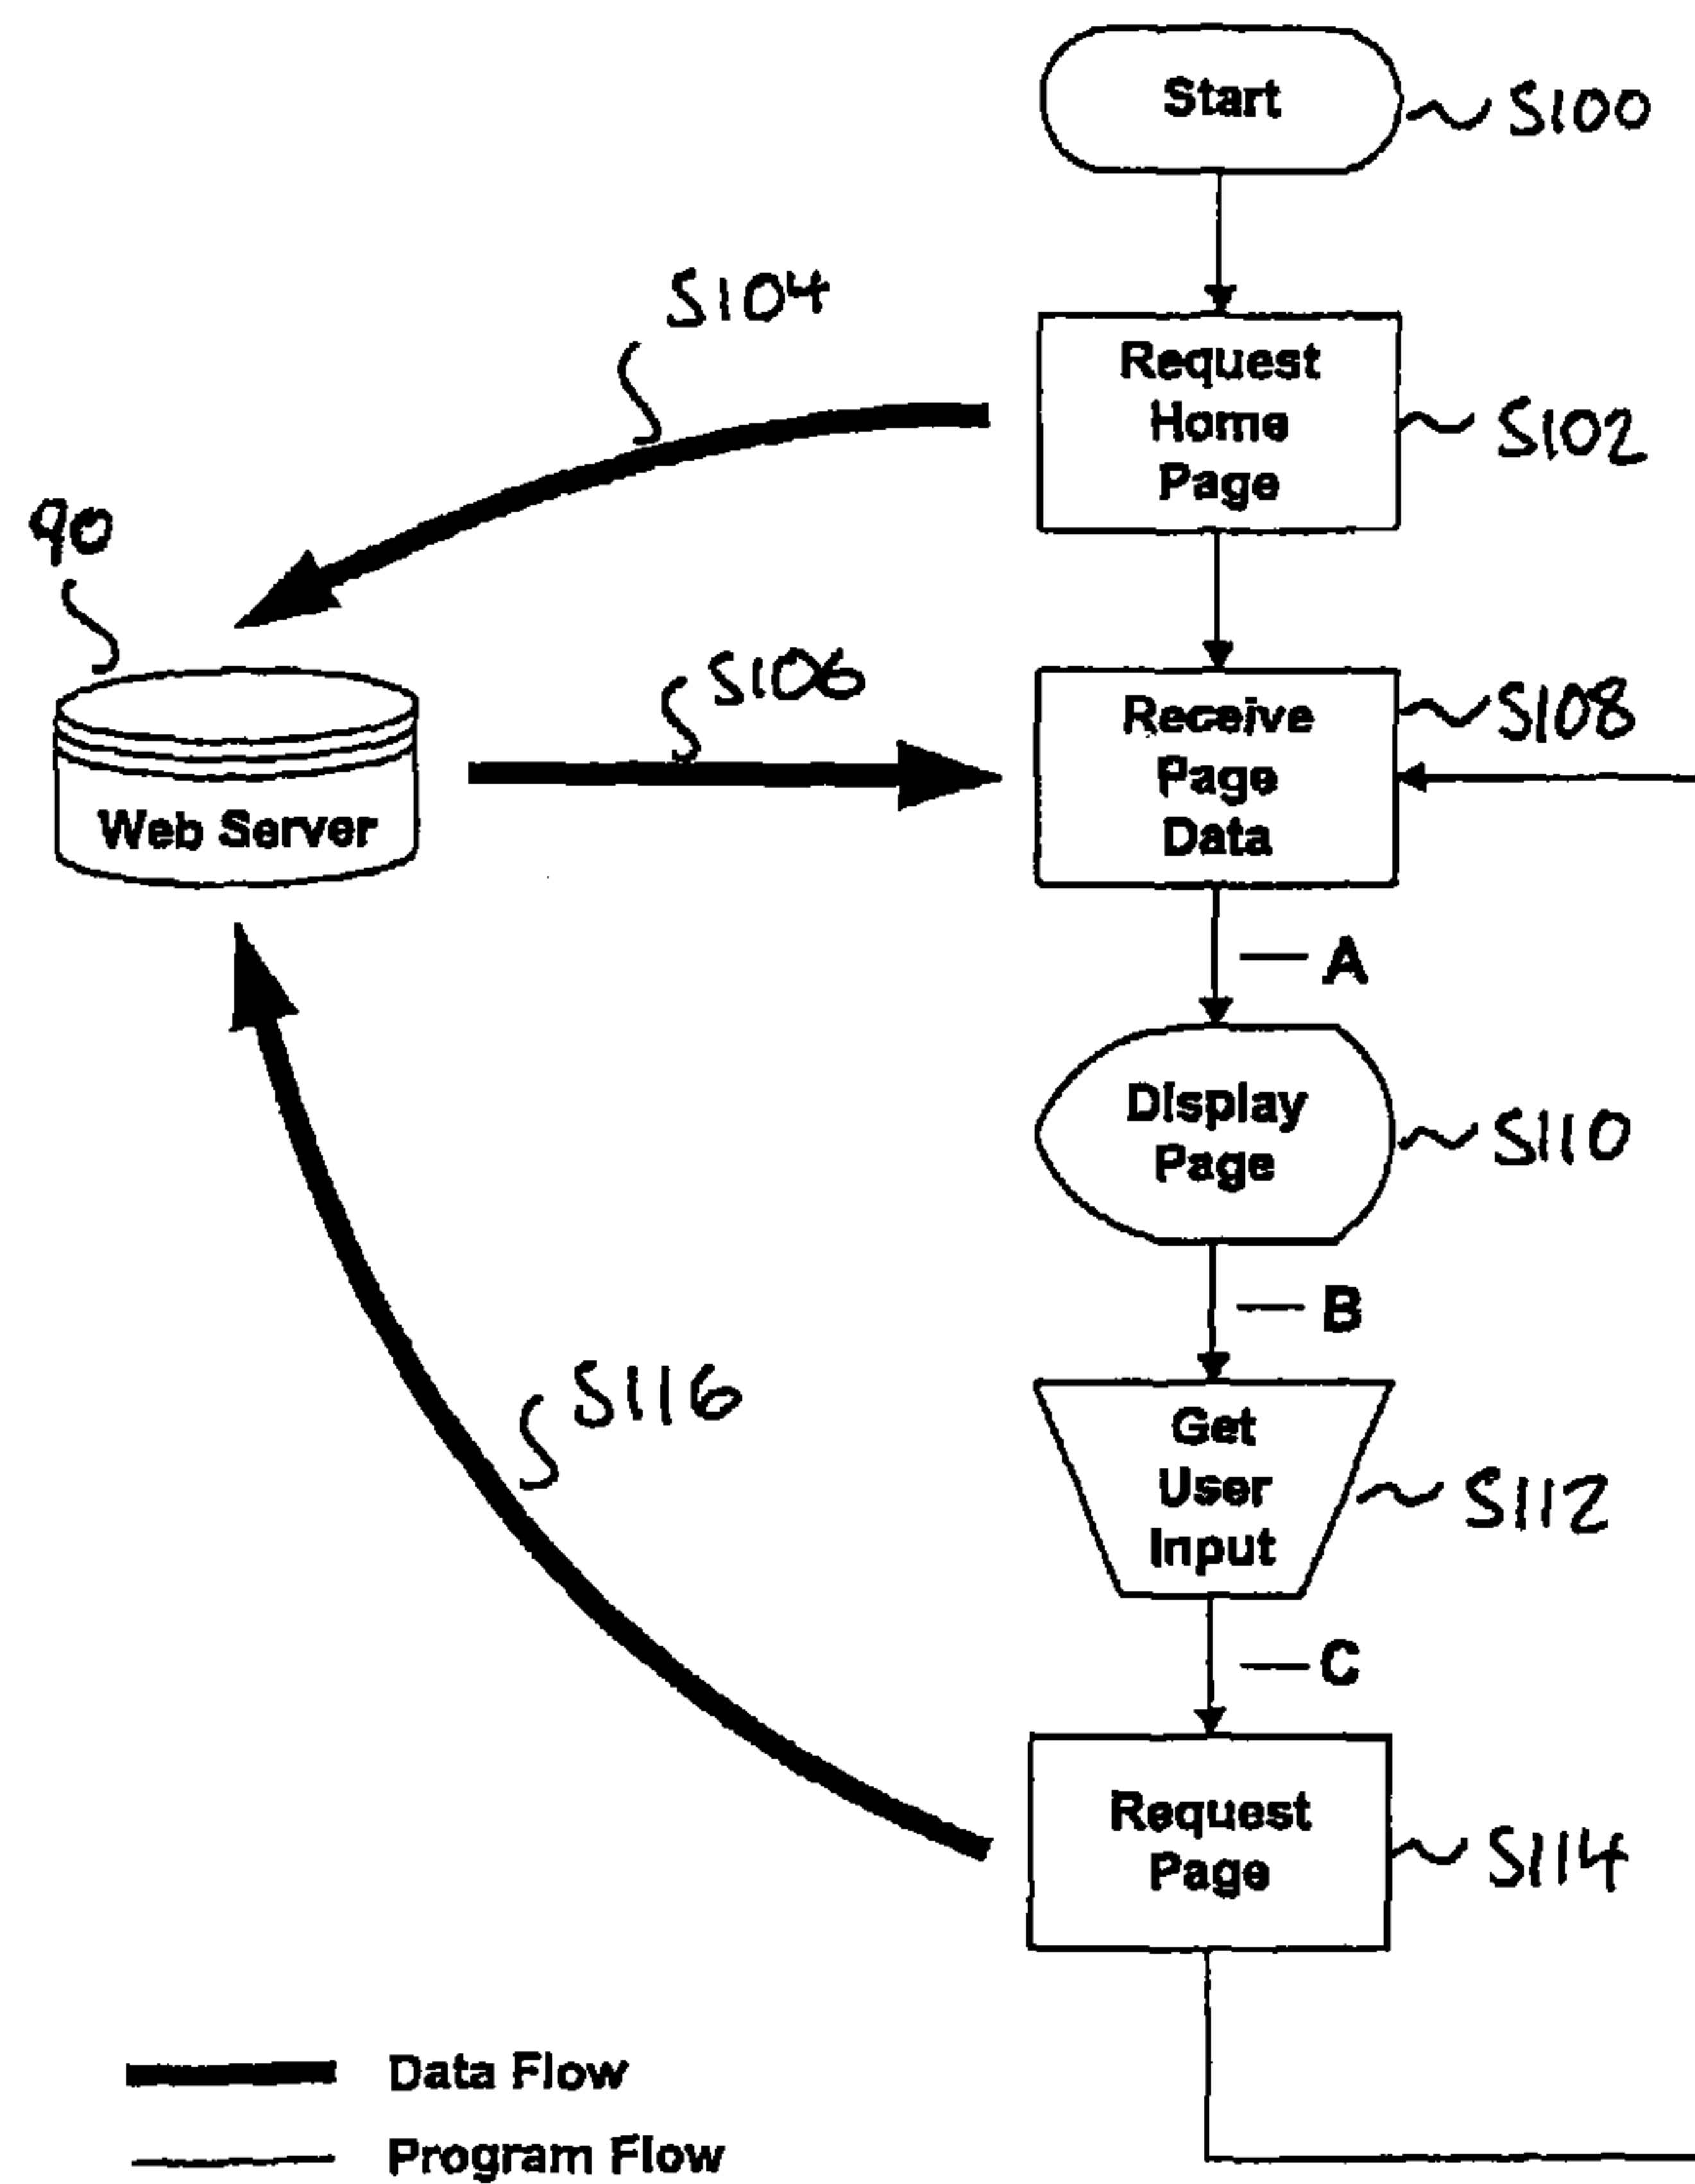 Start
S100
S104
Request
Home
Page
S102
90
S106
Web Server
Receive
Page
Data
S108
A
Display
Page
S110
B
S116
Get
User
Input
S112
C
Request
Page
S114
Data Flow
Program Flow